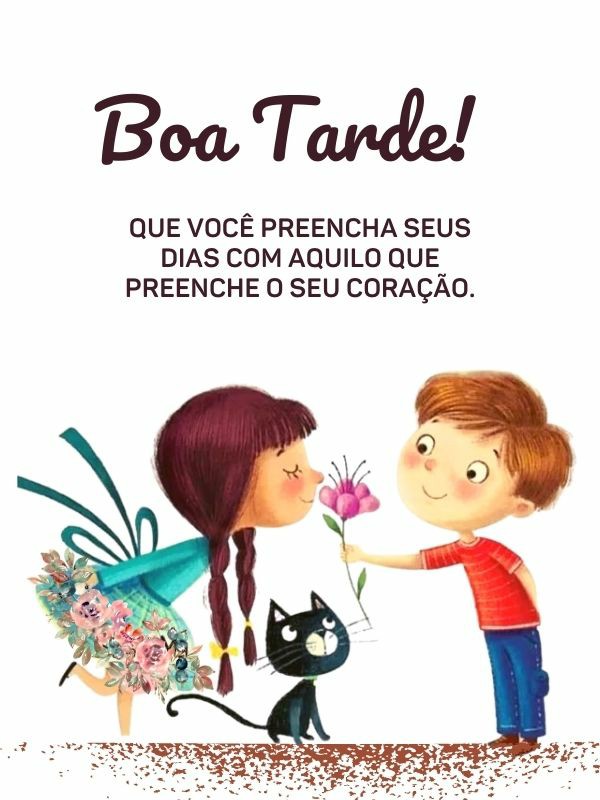 Boa Tarde!
QUE VOCÊ PREENCHA SEUS
DIAS COM AQUILO QUE
PREENCHE O SEU CORAÇÃO.